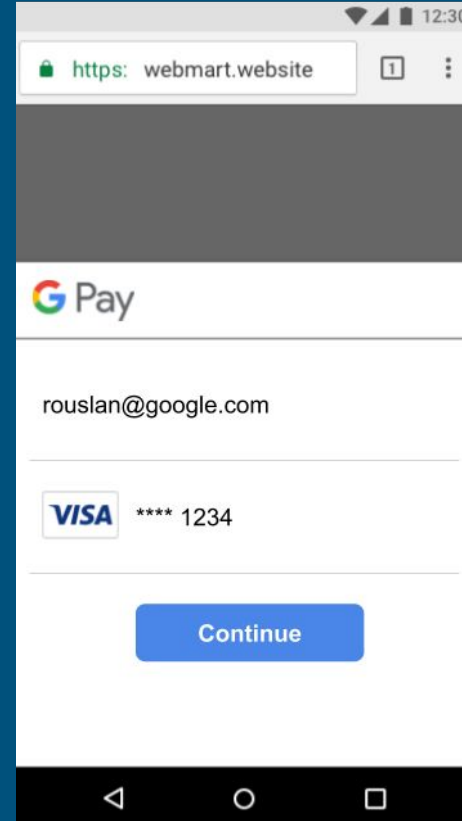 12:30
https: webmart.website 1
G Pay
rouslan@google.com
VISA **** 1234
Continue